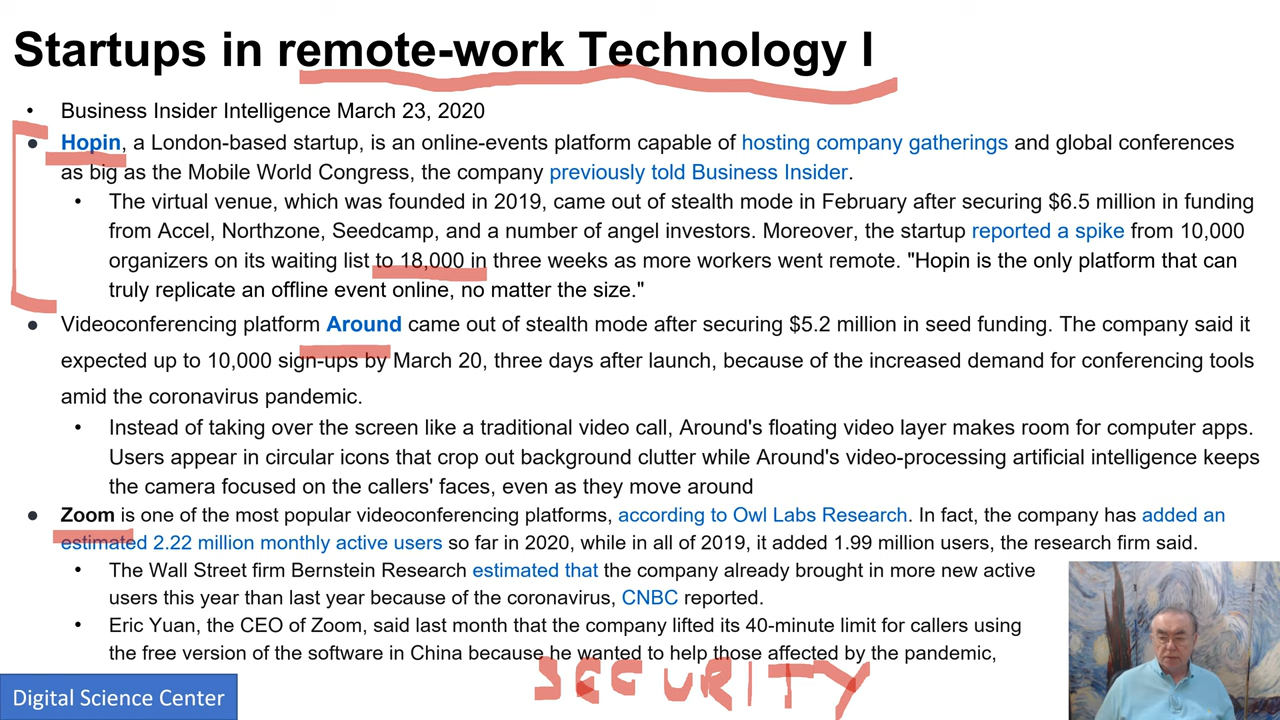 Startups in remote-work Technology I
• Business Insider Intelligence March 23, 2020
● Hopin, a London-based startup, is an online-events platform capable of hosting company gatherings and global conferences
as big as the Mobile World Congress, the company previously told Business Insider.
• The virtual venue, which was founded in 2019, came out of stealth mode in February after securing $6.5 million in funding
from Accel, Northzone, Seedcamp, and a number of angel investors. Moreover, the startup reported a spike from 10,000
organizers on its waiting list to 18,000 in three weeks as more workers went remote. "Hopin is the only platform that can
truly replicate an offline event online, no matter the size."
● Videoconferencing platform Around came out of stealth mode after securing $5.2 million in seed funding. The company said it
expected up to 10,000 sign-ups by March 20, three days after launch, because of the increased demand for conferencing tools
amid the coronavirus pandemic.
• Instead of taking over the screen like a traditional video call, Around's floating video layer makes room for computer apps.
Users appear in circular icons that crop out background clutter while Around's video-processing artificial intelligence keeps
the camera focused on the callers' faces, even as they move around
● Zoom is one of the most popular videoconferencing platforms, according to Owl Labs Research. In fact, the company has added an
estimated 2.22 million monthly active users so far in 2020, while in all of 2019, it added 1.99 million users, the research firm said.
• The Wall Street firm Bernstein Research estimated that the company already brought in more new active
users this year than last year because of the coronavirus, CNBC reported.
• Eric Yuan, the CEO of Zoom, said last month that the company lifted its 40-minute limit for callers using
the free version of the software in China because he wanted to help those affected by the pandemic,
SECURITY
Digital Science Center